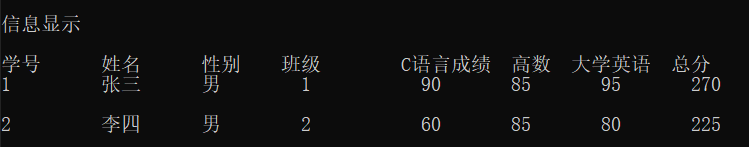 信息显示
学号 姓名 性别 班级 C语言成绩 高数 大学英语 总分
1 张三 男 1 90 85 95 270
2 李四 男 2 60 85 80 225